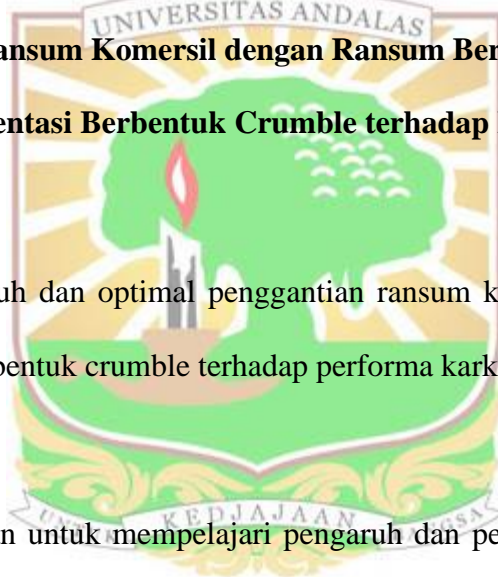 UNIVERSITAS ANDALAS
ansum Komersil dengan Ransum Ber
entasi Berbentuk Crumble terhadap
uh dan optimal penggantian ransum k
bentuk crumble terhadap performa kark
KEDJAJAAN
n untuk mempelajari pengaruh dan pe